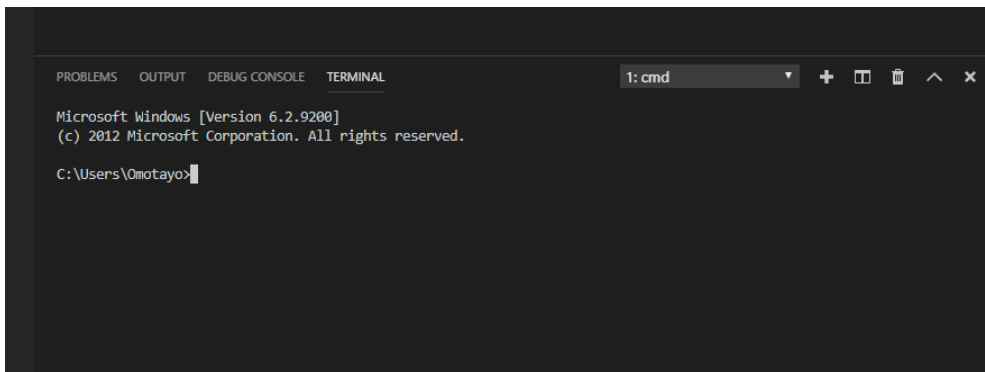 PROBLEMS OUTPUT DEBUG CONSOLE TERMINAL 1: cmd
Microsoft Windows [Version 6.2.9200]
(c) 2012 Microsoft Corporation. All rights reserved.
C:\Users\Omotayo>